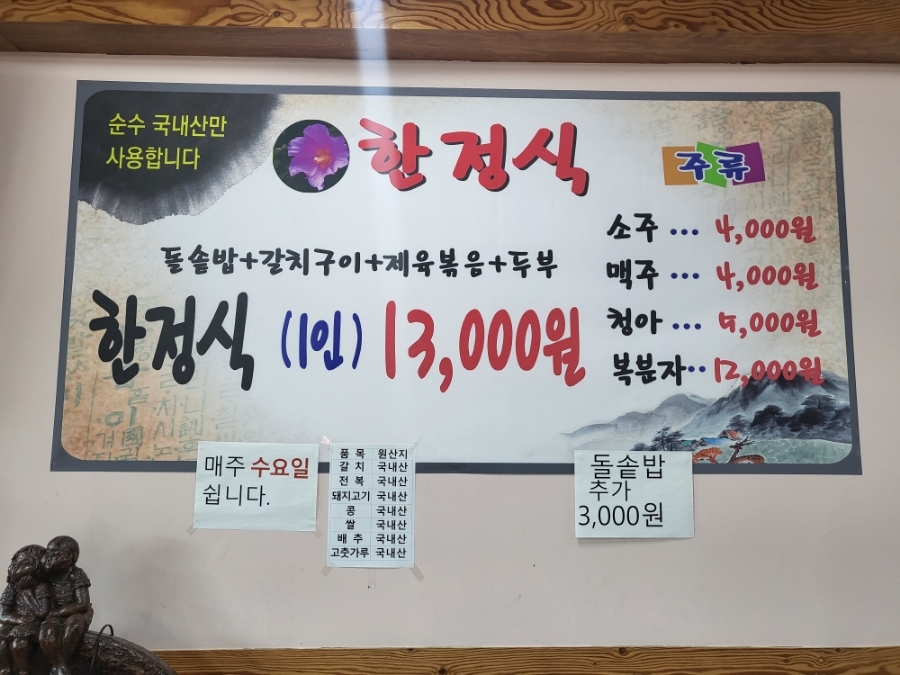 순수 국내산만
사용합니다
한정식
돌솥밥+갈치구이+제육볶음+두부
한정식 (1인) 13,000원
주류
소주 ... 4,000원
맥주 ... 4,000원
청하 ... 5,000원
복분자.. 12,000원
매주 수요일
쉽니다.
품 목 원산지
갈 치 국내산
전 복 국내산
돼지고기 국내산
콩 국내산
쌀 국내산
배 추 국내산
고춧가루 국내산
돌솥밥
추가
3,000원